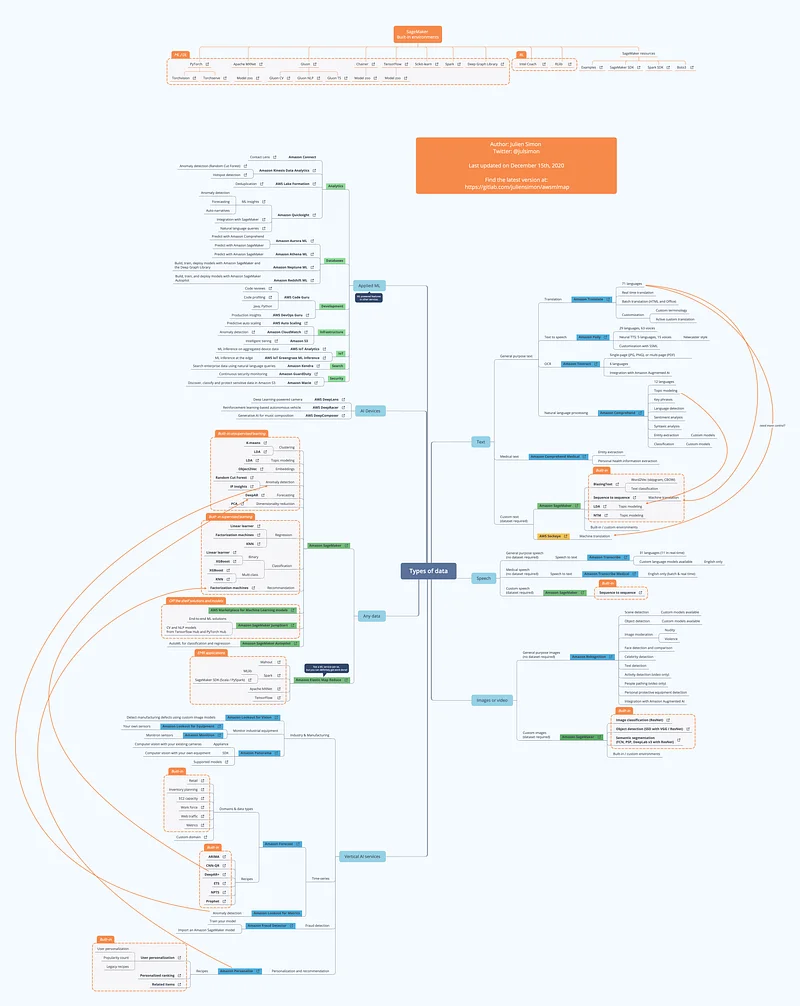 SageMaker
Built-in environments
PyTorch
Apache MXNet
Gluon
Chainer
TensorFlow
Scikit-learn
Spark
Deep Graph Library
TorchVision
TorchServe
Model zoo
Gluon CV
Gluon NLP
Gluon TS
Model zoo
Model zoo
RL
Intel Coach
RLlib
SageMaker resources
Examples
SageMaker SDK
Spark SDK
Boto3
Author: Julien Simon
Twitter: @julsimon
Last updated on December 15th, 2020
Find the latest version at:
https://gitlab.com/juliensimon/awsmlmap
Types of data
Applied ML
Analytics
Contact Lens
Amazon Connect
Anomaly detection (Random Cut Forest)
Hotspot detection
Amazon Kinesis Data Analytics
Deduplication
AWS Lake Formation
Anomaly detection
Forecasting
Auto-narratives
ML insights
Integration with SageMaker
Natural language queries
Amazon QuickSight
Databases
Predict with Amazon Comprehend
Predict with Amazon SageMaker
Amazon Aurora ML
Predict with Amazon SageMaker
Amazon Athena ML
Build, train, deploy models with Amazon SageMaker and
the Deep Graph Library
Amazon Neptune ML
Build, train, and deploy models with Amazon SageMaker
Autopilot
Amazon Redshift ML
Development
Code reviews
Code profiling
AWS Code Guru
Production insights
AWS DevOps Guru
Infrastructure
Predictive auto scaling
AWS Auto Scaling
Anomaly detection
Amazon CloudWatch
Intelligent tiering
Amazon S3
IoT
ML inference on aggregated device data
AWS IoT Analytics
ML inference at the edge
AWS IoT Greengrass ML Inference
Search
Search enterprise data using natural language queries
Amazon Kendra
Security
Continuous security monitoring
Amazon GuardDuty
Discover, classify and protect sensitive data in Amazon S3
Amazon Macie
AI Devices
Deep Learning-powered camera
AWS DeepLens
Reinforcement learning-based autonomous vehicle
AWS DeepRacer
Generative AI for music composition
AWS DeepComposer
Any data
Amazon SageMaker
Built-in unsupervised learning
K-means
LDA
Clustering
LDA
Topic modeling
Object2Vec
Embeddings
Random Cut Forest
IP insights
Anomaly detection
DeepAR
Forecasting
PCA
Dimensionality reduction
Built-in supervised learning
Linear learner
Factorization machines
KNN
Regression
Linear learner
XGBoost
Binary
XGBoost
KNN
Multi-class
Classification
Factorization machines
Recommendation
Off the shelf solutions and models
AWS Marketplace for Machine Learning models
End-to-end ML solutions
CV and NLP models
from TensorFlow Hub and PyTorch Hub
Amazon SageMaker JumpStart
AutoML for classification and regression
Amazon SageMaker Autopilot
EMR applications
Mahout
MLlib
SageMaker SDK (Scala / PySpark)
Spark
Apache MXNet
TensorFlow
Amazon Elastic Map Reduce
Vertical AI services
Industry & Manufacturing
Detect manufacturing defects using custom image models
Amazon Lookout for Vision
Your own sensors
Amazon Lookout for Equipment
Monitron sensors
Amazon Monitron
Monitor industrial equipment
Computer vision with your existing cameras
Appliance
Computer vision with your own equipment
SDK
Supported models
Amazon Panorama
Time series
Built-in
Retail
Inventory planning
EC2 capacity
Work force
Web traffic
Metrics
Custom domain
Domains & data types
Amazon Forecast
Built-in
ARIMA
CNN-QR
DeepAR+
ETS
NPTS
Prophet
Recipes
Anomaly detection
Amazon Lookout for Metrics
Train your model
Import an Amazon SageMaker model
Amazon Fraud Detector
Fraud detection
Built-in
User personalization
Popularity count
Legacy recipes
User-personalization
Personalized ranking
Related items
Recipes
Amazon Personalize
Personalization and recommendation
Text
General purpose text
Translation
Amazon Translate
71 languages
Real time translation
Batch translation (HTML and Office)
Customization
Custom terminology
Active custom translation
Text to speech
Amazon Polly
Newscaster style
Customization with SSML
OCR
Amazon Textract
Single-page (JPG, PNG), or multi-page (PDF)
6 languages
Integration with Amazon Augmented AI
Natural language processing
Amazon Comprehend
12 languages
Topic modeling
Key phrases
Language detection
Sentiment analysis
Syntax analysis
Entity extraction
Custom models
Classification
Custom models
Medical text
Amazon Comprehend Medical
Entity extraction
Personal health information extraction
Custom text
(dataset required)
Amazon SageMaker
Built-in
BlazingText
Word2Vec (skipgram, CBOW)
Text classification
Sequence to sequence
Machine translation
LDA
Topic modeling
NTM
Topic modeling
Built-in / custom environments
AWS Sockeye
Machine translation
Need more control?
Speech
General purpose speech
(no dataset required)
Speech to text
Amazon Transcribe
31 languages (11 in real-time)
Custom language models available
English only
Medical speech
(no dataset required)
Speech to text
Amazon Transcribe Medical
English only (batch & real time)
Custom speech
(dataset required)
Amazon SageMaker
Built-in
Sequence to sequence
Images or video
General purpose images
(no dataset required)
Amazon Rekognition
Scene detection
Custom models available
Object detection
Custom models available
Image moderation
Nudity
Violence
Face detection and comparison
Celebrity detection
Text detection
Activity detection (video only)
People pathing (video only)
Personal protective equipment detection
Integration with Amazon Augmented AI
Custom images
(dataset required)
Amazon SageMaker
Built-in
Image classification (ResNet)
Object detection (SSD with VGG / ResNet)
Semantic segmentation
(FCN, PSP, DeepLab v3 with ResNet)
Built-in / custom environments